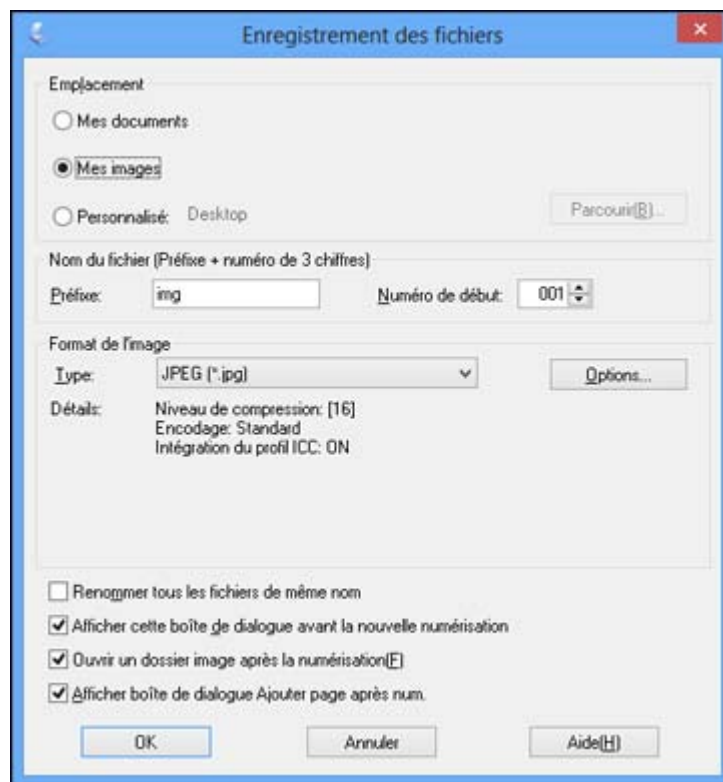 Enregistrement des fichiers
Emplacement
Mes documents
Mes images
Personnalisé: Desktop Parcourir(B)...
Nom du fichier (Préfixe + numéro de 3 chiffres)
Préfixe: img Numéro de début: 001
Format de l'image
Type: JPEG (*.jpg) Options...
Détails: Niveau de compression: [16]
Encodage: Standard
Intégration du profil ICC: ON
Renommer tous les fichiers de même nom
Afficher cette boîte de dialogue avant la nouvelle numérisation
Ouvrir un dossier image après la numérisation(F)
Afficher boîte de dialogue Ajouter page après num.
OK Annuler Aide(H)